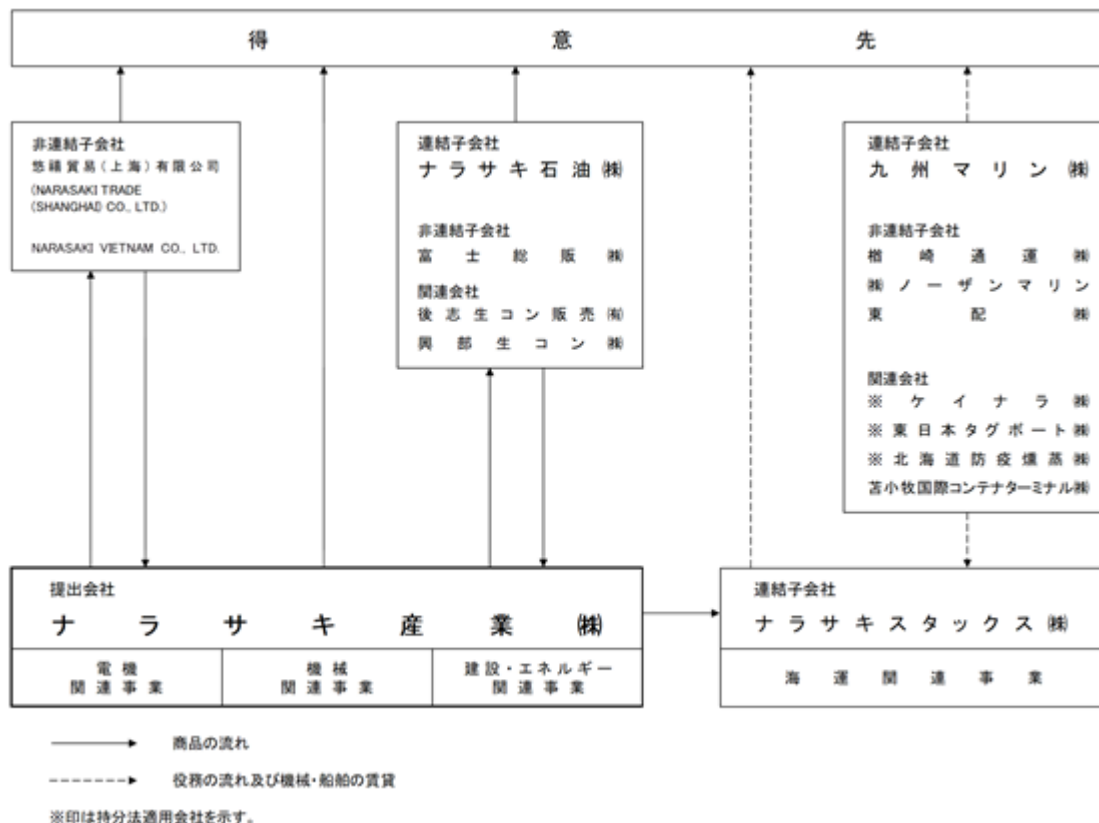 得意先
非連結子会社
悠禧貿易(上海)有限公司
(NARASAKI TRADE
(SHANGHAI) CO., LTD.)
NARASAKI VIETNAM CO., LTD.
連結子会社
ナラサキ石油㈱
非連結子会社
富士総販㈱
関連会社
後志生コン販売㈲
興部生コン㈱
連結子会社
九州マリン㈱
非連結子会社
楢崎通運㈱
㈱ノーザンマリン
東配㈱
関連会社
※ケイナラ㈱
※東日本タグボート㈱
※北海道防疫燻蒸㈱
苫小牧国際コンテナターミナル㈱
提出会社
ナラサキ産業㈱
電機
関連事業
機械
関連事業
建設・エネルギー
関連事業
連結子会社
ナラサキスタックス㈱
海運関連事業
商品の流れ
役務の流れ及び機械・船舶の賃貸
※印は持分法適用会社を示す。